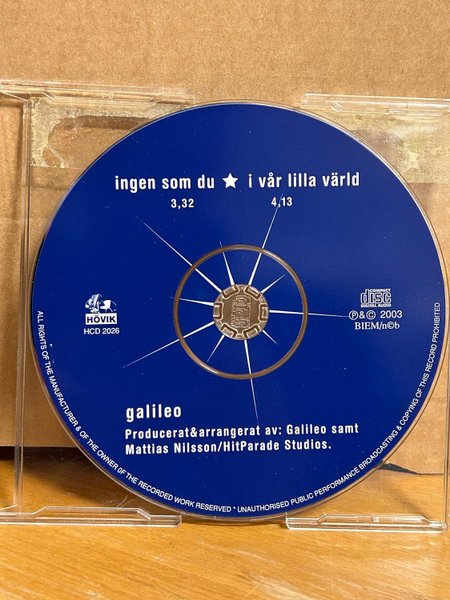 ingen som du ★ i vår lilla värld
3,32 4,13
HÖVIK
HCD 2026
COMPACT
disc
DIGITAL AUDIO
℗&© 2003
BIEM/n©b
galileo
Producerat&arrangerat av: Galileo samt
Mattias Nilsson/HitParade Studios.
ALL RIGHTS OF THE MANUFACTURER & OF THE OWNER OF THE RECORDED WORK RESERVED * UNAUTHORISED PUBLIC PERFORMANCE BROADCASTING & COPYING OF THIS RECORD PROHIBITED